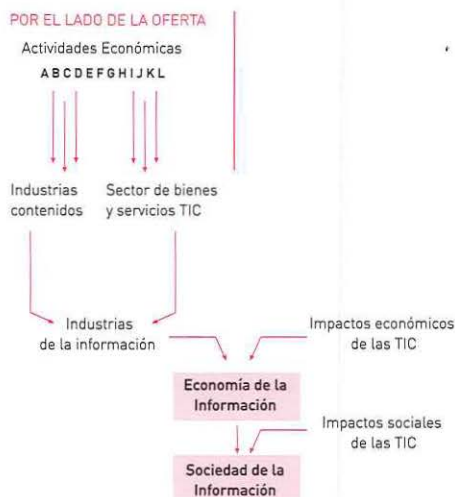 POR EL LADO DE LA OFERTA
Actividades Económicas
A B C D E F G H I J K L
Industrias
contenidos
Sector de bienes
y servicios TIC
Industrias
de la información
Impactos económicos
de las TIC
Economía de la
Información
Impactos sociales
de las TIC
Sociedad de la
Información